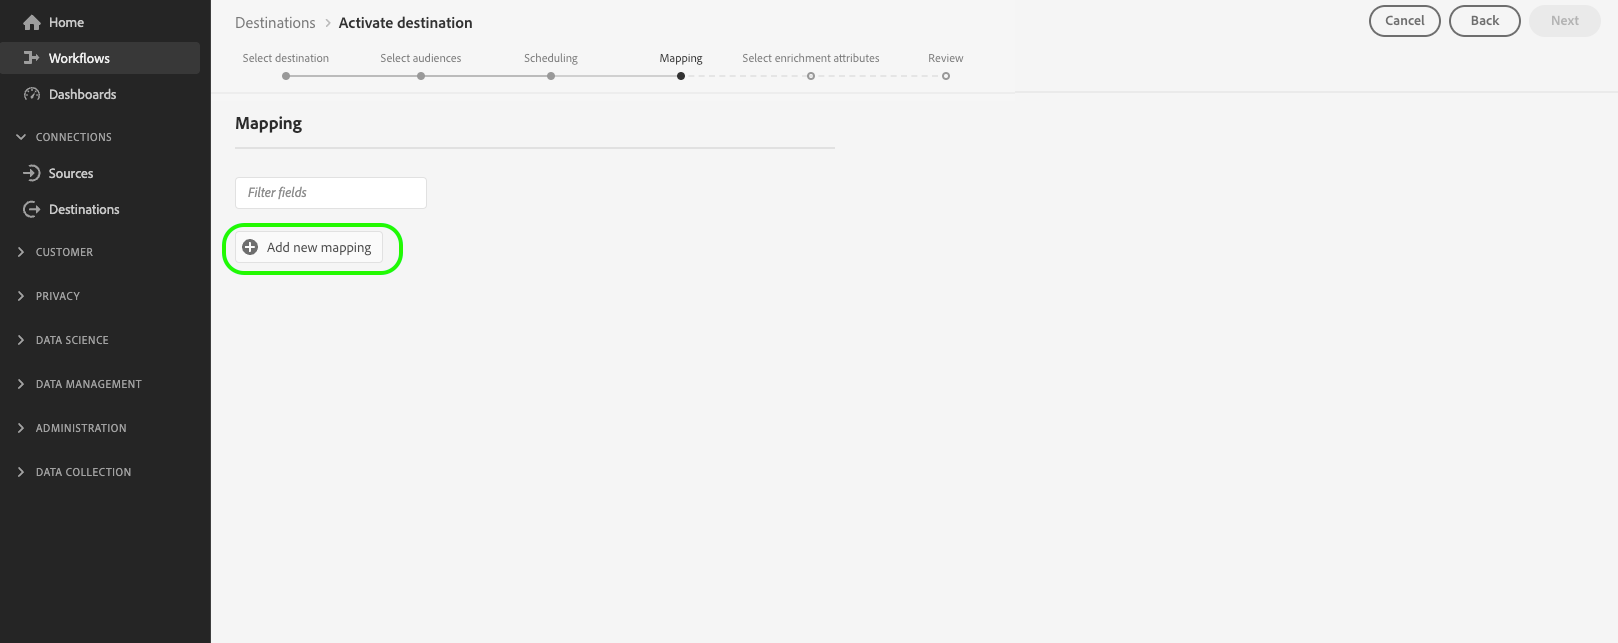 Home
Workflows
Dashboards
CONNECTIONS
Sources
Destinations
CUSTOMER
PRIVACY
DATA SCIENCE
DATA MANAGEMENT
ADMINISTRATION
DATA COLLECTION
Destinations > Activate destination
Cancel Back Next
Select destination Select audiences Scheduling Mapping Select enrichment attributes Review
Mapping
Filter fields
Add new mapping